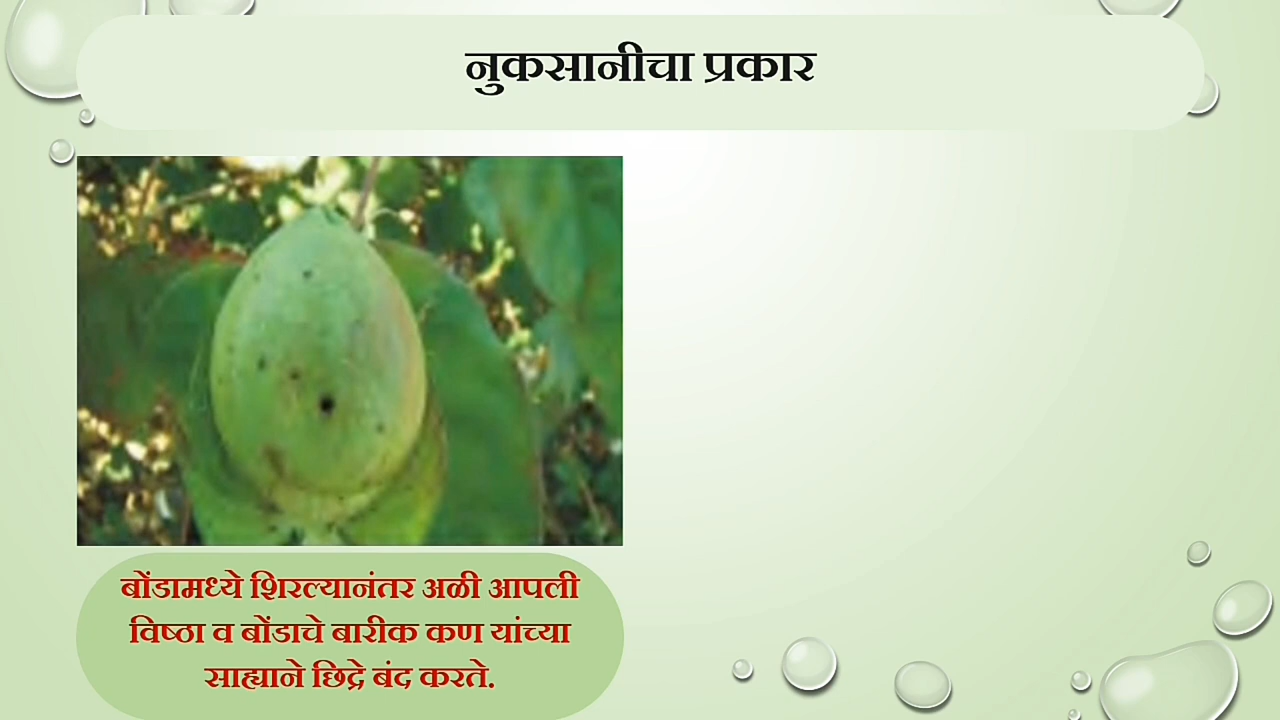 नुकसानीचा प्रकार
बोंडामध्ये शिरल्यानंतर अळी आपली
विष्ठा व बोंडाचे बारीक कण यांच्या
साह्याने छिद्रे बंद करते.